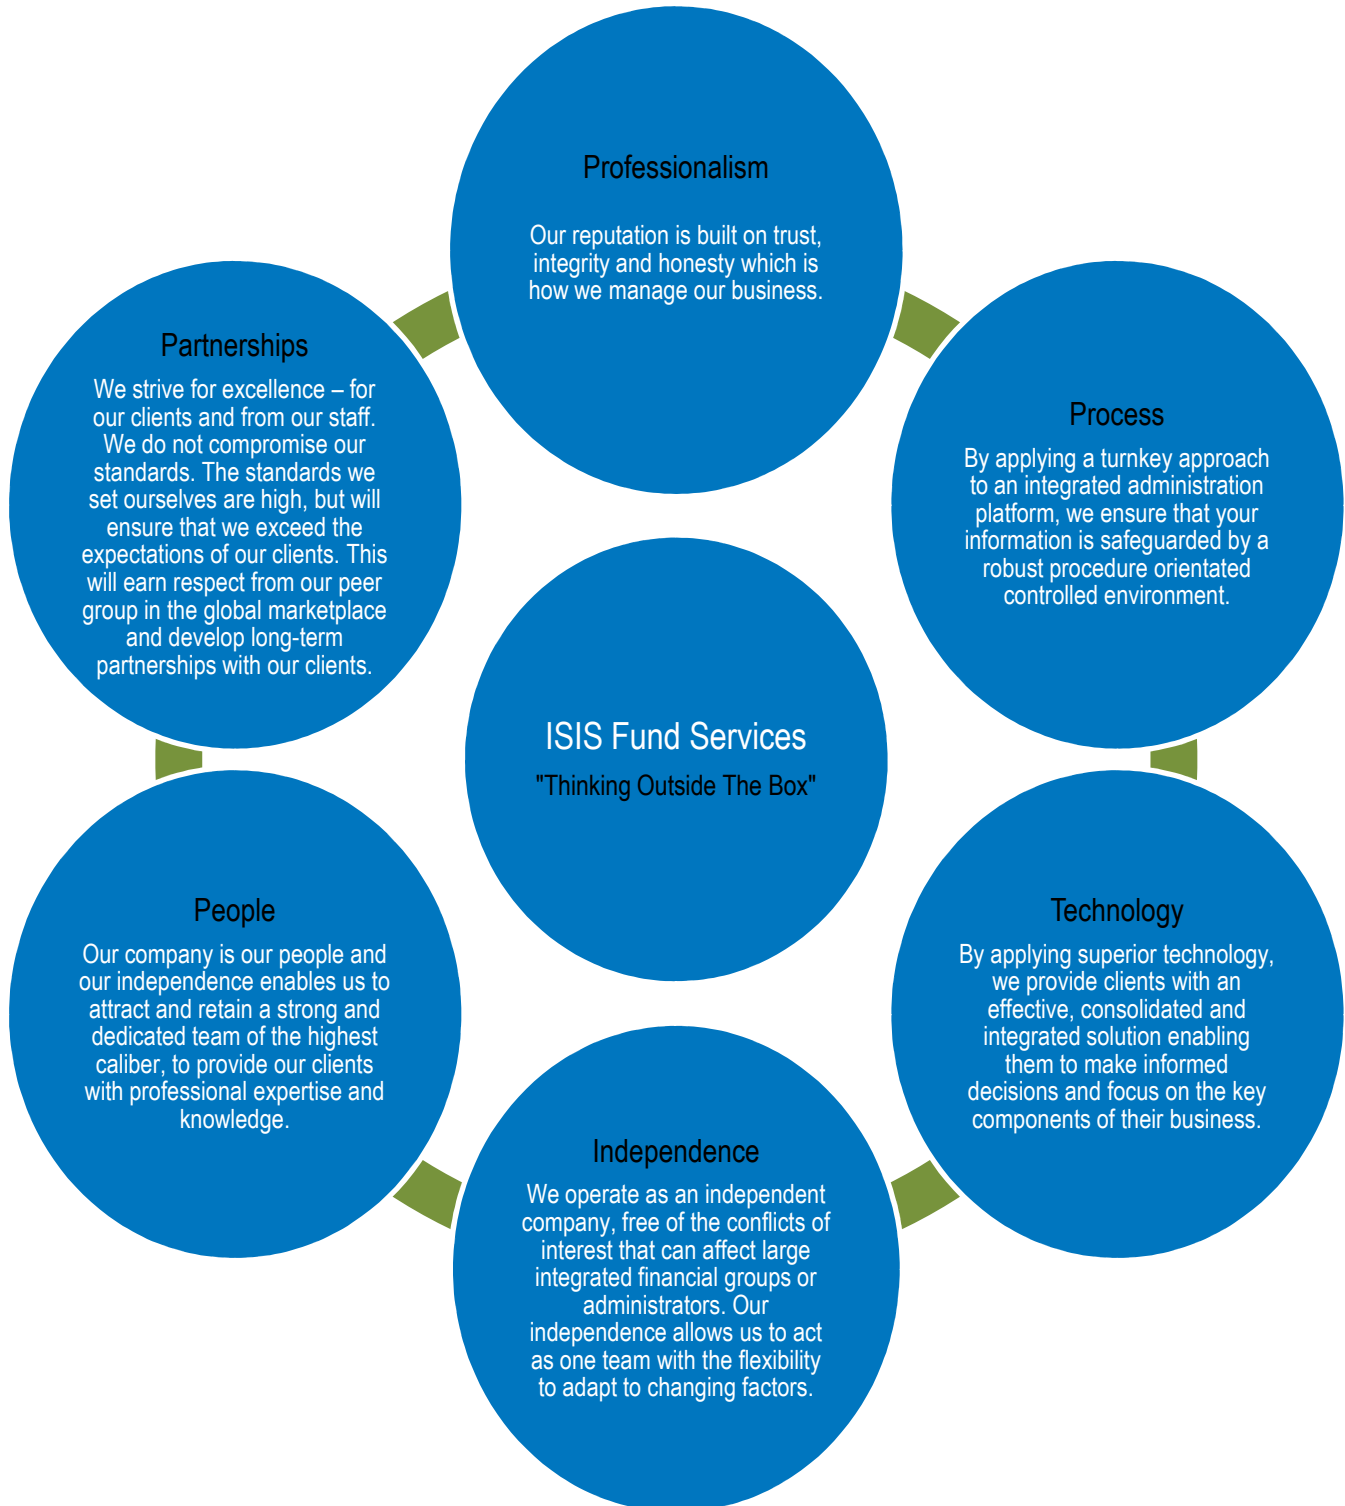 Professionalism
Our reputation is built on trust,
integrity and honesty which is
how we manage our business.
Process
By applying a turnkey approach
to an integrated administration
platform, we ensure that your
information is safeguarded by a
robust procedure orientated
controlled environment.
Technology
By applying superior technology,
we provide clients with an
effective, consolidated and
integrated solution enabling
them to make informed
decisions and focus on the key
components of their business.
Independence
We operate as an independent
company, free of the conflicts of
interest that can affect large
integrated financial groups or
administrators. Our
independence allows us to act
as one team with the flexibility
to adapt to changing factors.
People
Our company is our people and
our independence enables us to
attract and retain a strong and
dedicated team of the highest
caliber, to provide our clients
with professional expertise and
knowledge.
Partnerships
We strive for excellence – for
our clients and from our staff.
We do not compromise our
standards. The standards we
set ourselves are high, but will
ensure that we exceed the
expectations of our clients. This
will earn respect from our peer
group in the global marketplace
and develop long-term
partnerships with our clients.
ISIS Fund Services
"Thinking Outside The Box"